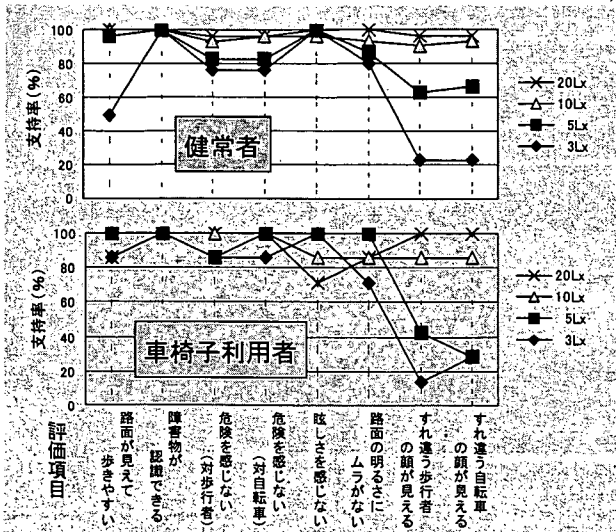 支持率(%)
100
80
60
40
20
0
健常者
20Lx
10Lx
5Lx
3Lx
支持率(%)
100
80
60
40
20
0
車椅子利用者
20Lx
10Lx
5Lx
3Lx
評価項目
路面が見えて
歩きやすい
障害物が
認識できる
危険を感じない
(対歩行者)
危険を感じない
(対自転車)
眩しさを感じない
路面の明るさに
ムラがない
すれ違う歩行者
の顔が見える
すれ違う自転車
の顔が見える